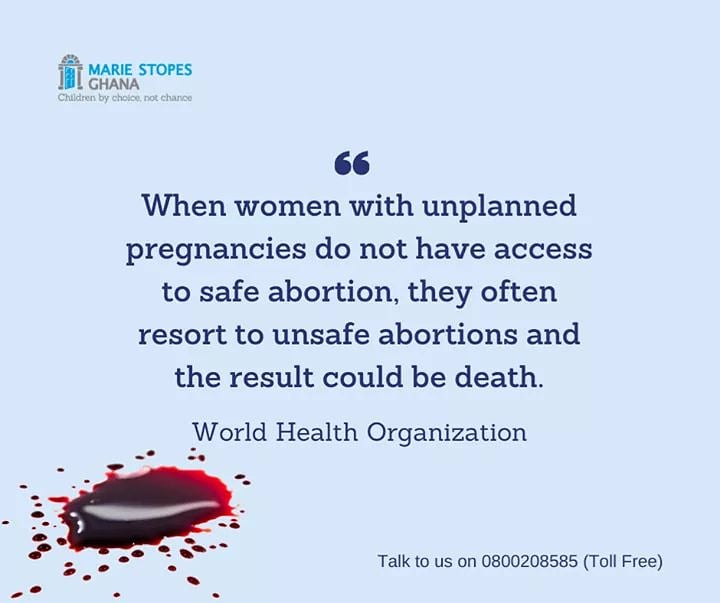 MARIE STOPES
GHANA
Children by choice, not chance
“
When women with unplanned
pregnancies do not have access
to safe abortion, they often
resort to unsafe abortions and
the result could be death.
World Health Organization
Talk to us on 0800208585 (Toll Free)